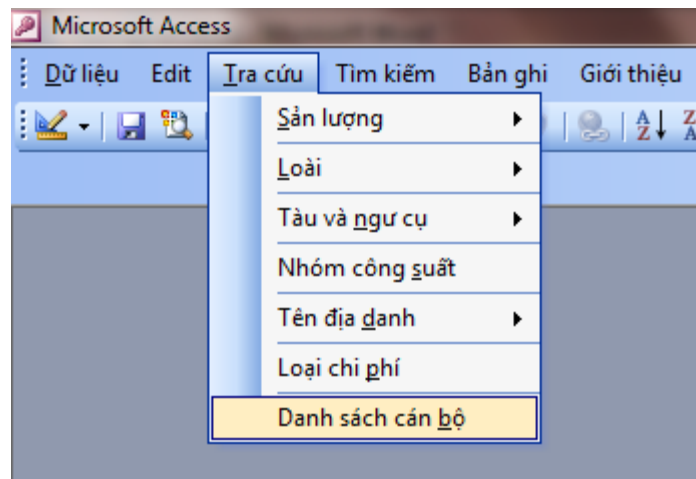 Microsoft Access
Dữ liệu Edit Tra cứu Tìm kiếm Bản ghi Giới thiệu
Sản lượng
Loài
Tàu và ngư cụ
Nhóm công suất
Tên địa danh
Loại chi phí
Danh sách cán bộ